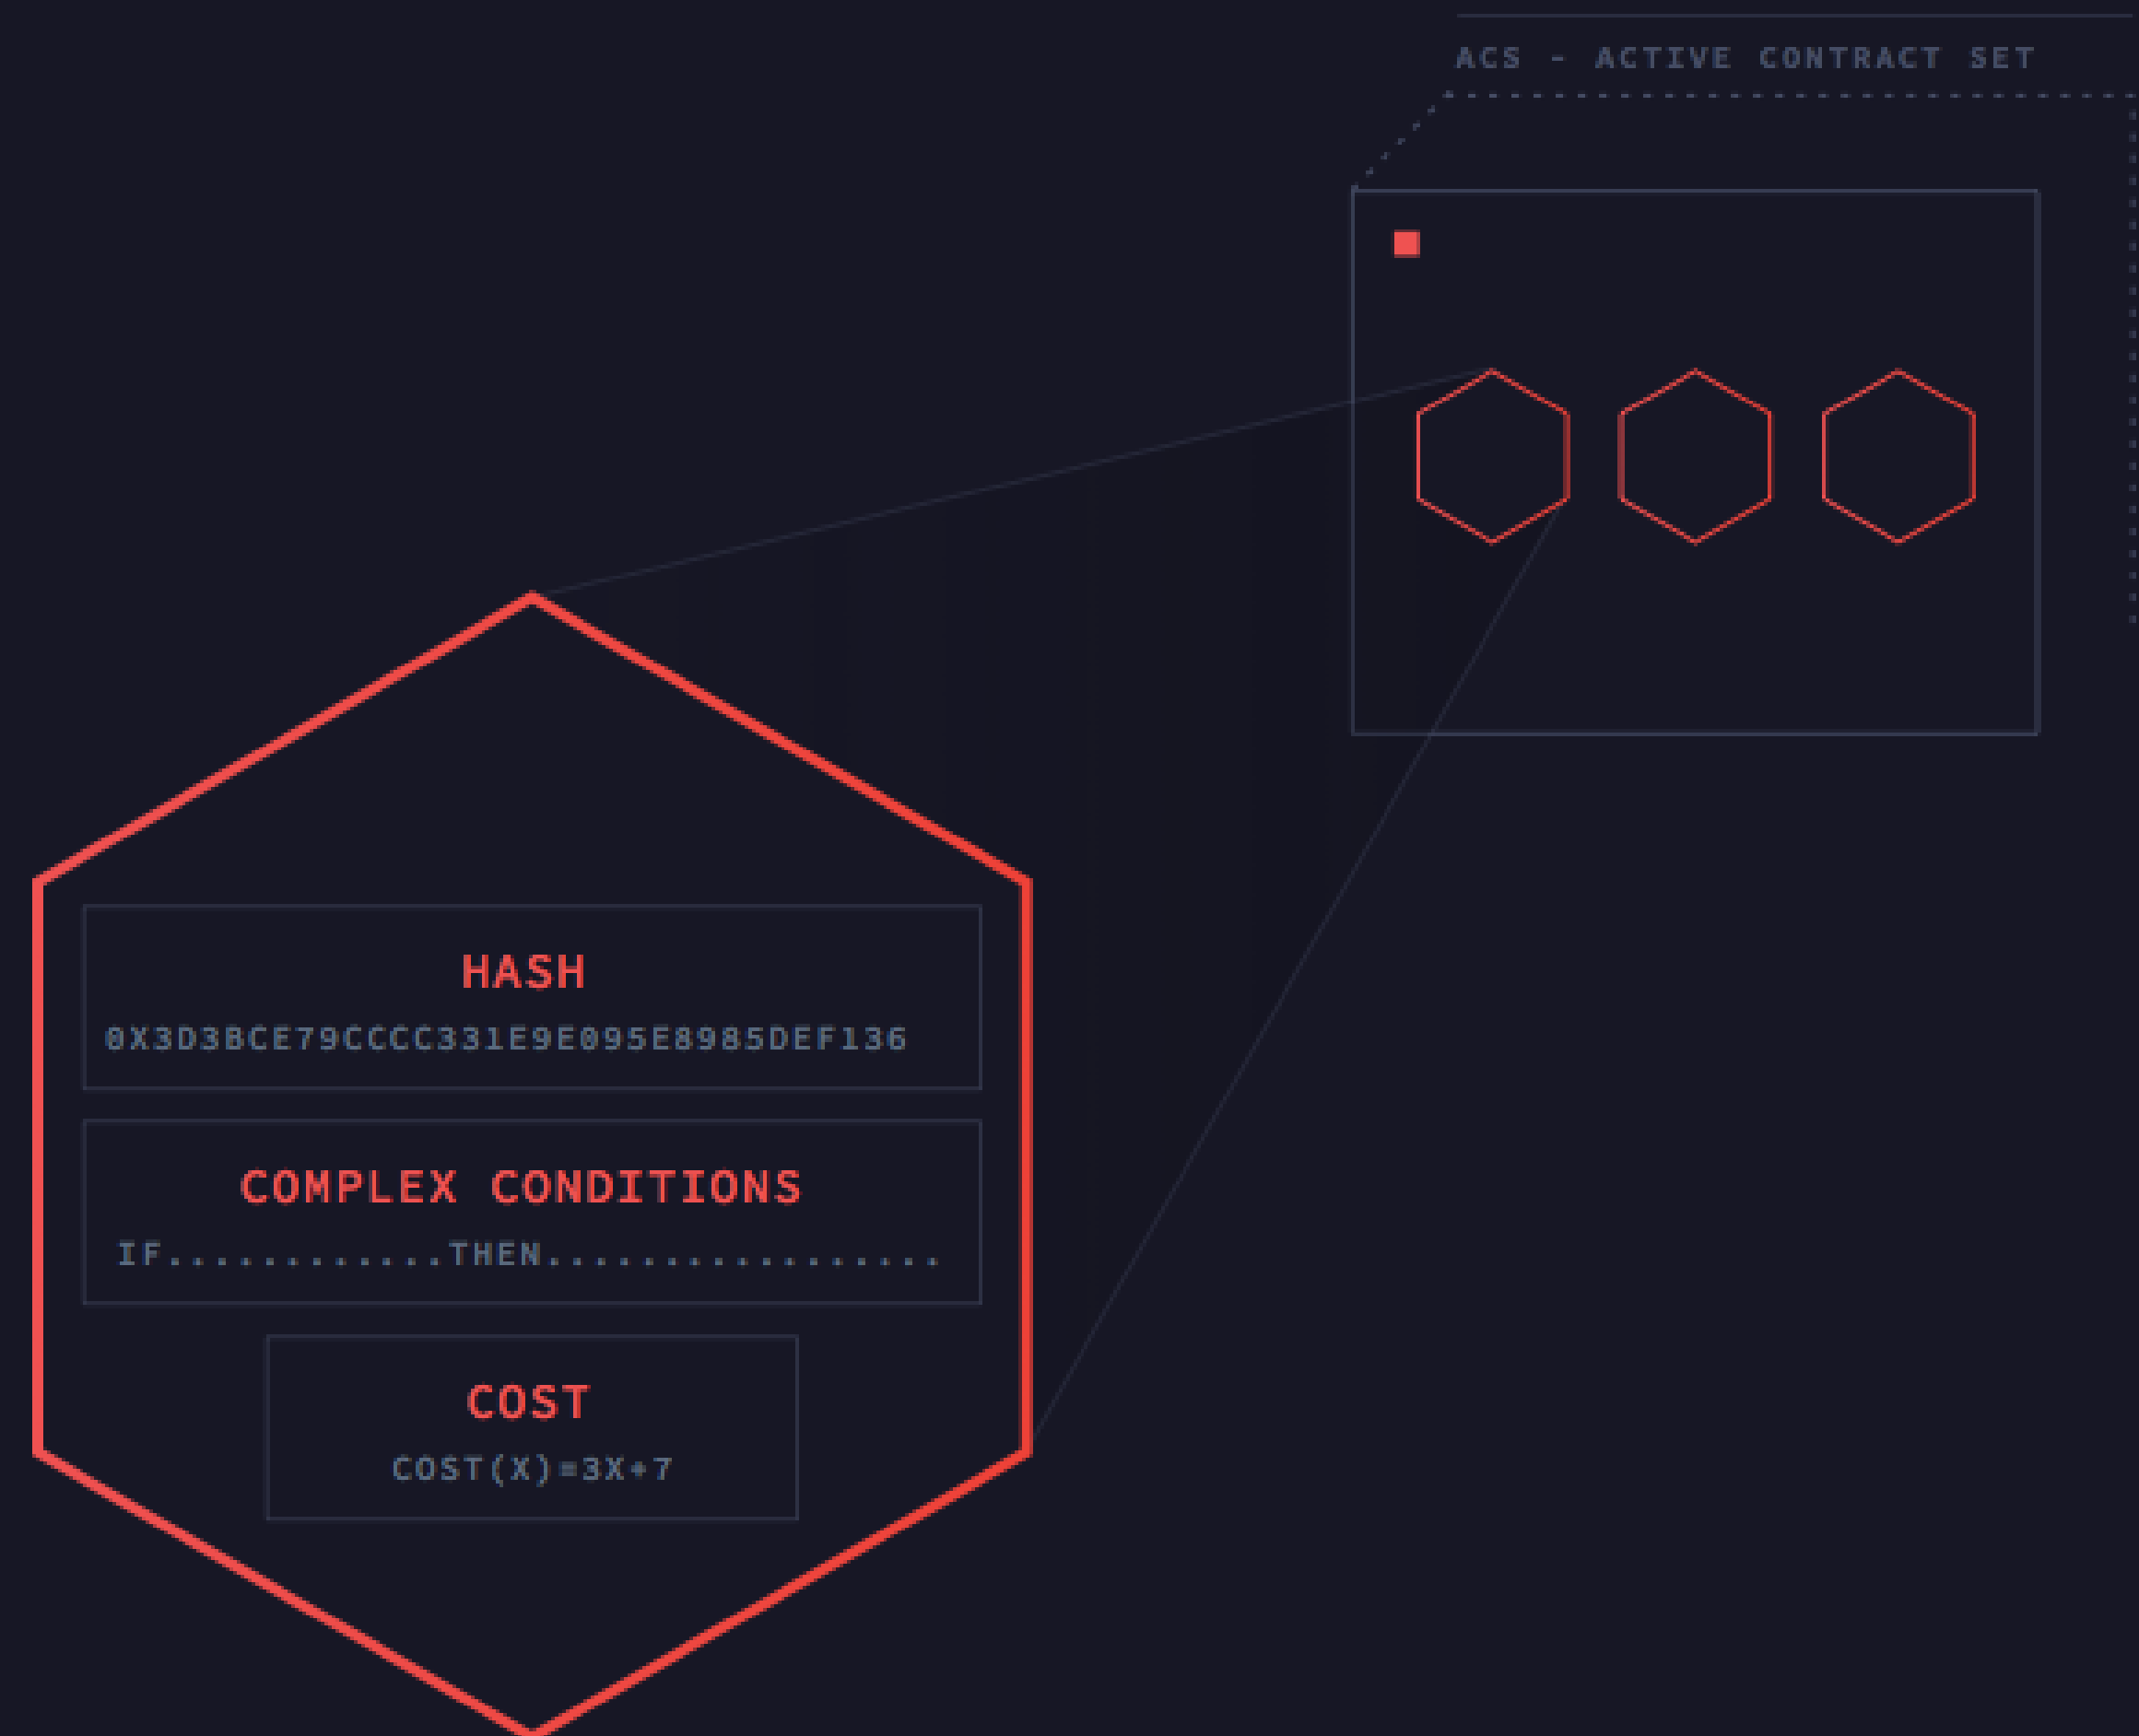 ACS - ACTIVE CONTRACT SET
HASH
0X3D3BCE79CCCC331E9E095E8985DEF136
COMPLEX CONDITIONS
IF............THEN.................
COST
COST(X)=3X+7